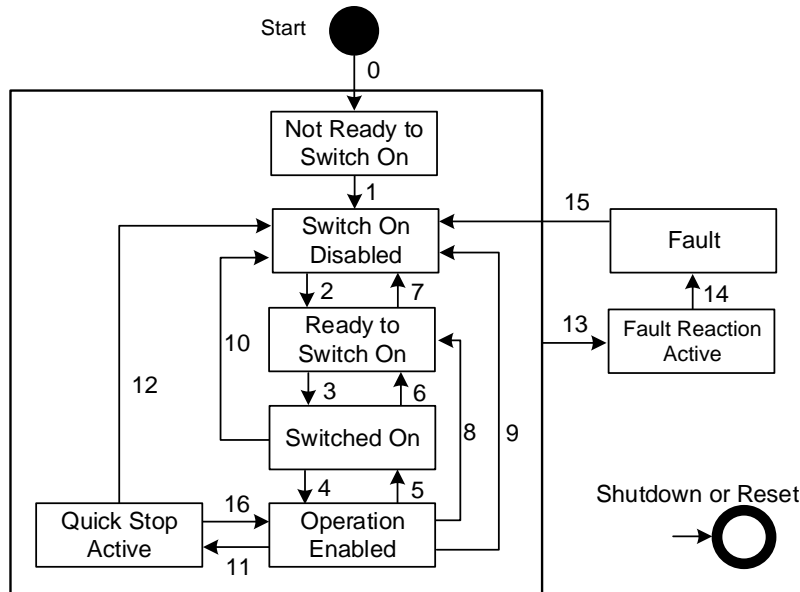 Start
0
Not Ready to
Switch On
1
Switch On
Disabled
15
Fault
2
7
14
10
Ready to
Switch On
13
Fault Reaction
Active
12
3
6
8
9
Switched On
4
5
Shutdown or Reset
Quick Stop
Active
16
11
Operation
Enabled